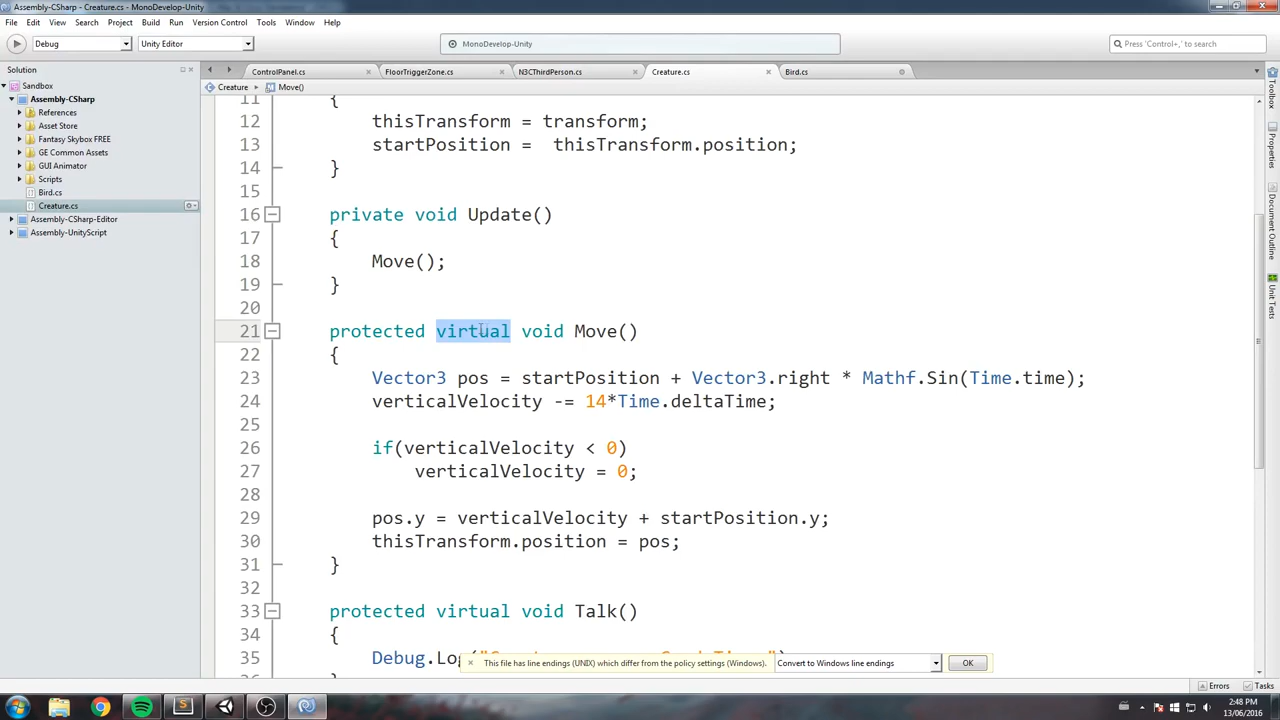 Assembly-CSharp - Creature.cs - MonoDevelop-Unity
File Edit View Search Project Build Run Version Control Tools Window Help
Debug Unity Editor MonoDevelop-Unity Press 'Control+,' to search
Solution
Sandbox
Assembly-CSharp
References
Asset Store
Fantasy Skybox FREE
GE Common Assets
GUI Animator
Scripts
Bird.cs
Creature.cs
Assembly-CSharp-Editor
Assembly-UnityScript
ControlPanel.cs FloorTriggerZone.cs N3CThirdPerson.cs Creature.cs Bird.cs
Creature Move()
11 {
12 thisTransform = transform;
13 startPosition = thisTransform.position;
14 }
15
16 private void Update()
17 {
18 Move();
19 }
20
21 protected virtual void Move()
22 {
23 Vector3 pos = startPosition + Vector3.right * Mathf.Sin(Time.time);
24 verticalVelocity -= 14*Time.deltaTime;
25
26 if(verticalVelocity < 0)
27 verticalVelocity = 0;
28
29 pos.y = verticalVelocity + startPosition.y;
30 thisTransform.position = pos;
31 }
32
33 protected virtual void Talk()
34 {
35 Debug.Log(
This file has line endings (UNIX) which differ from the policy settings (Windows). Convert to Windows line endings OK
Toolbox
Properties
Document Outline
Unit Tests
Errors Tasks
2:48 PM
13/06/2016